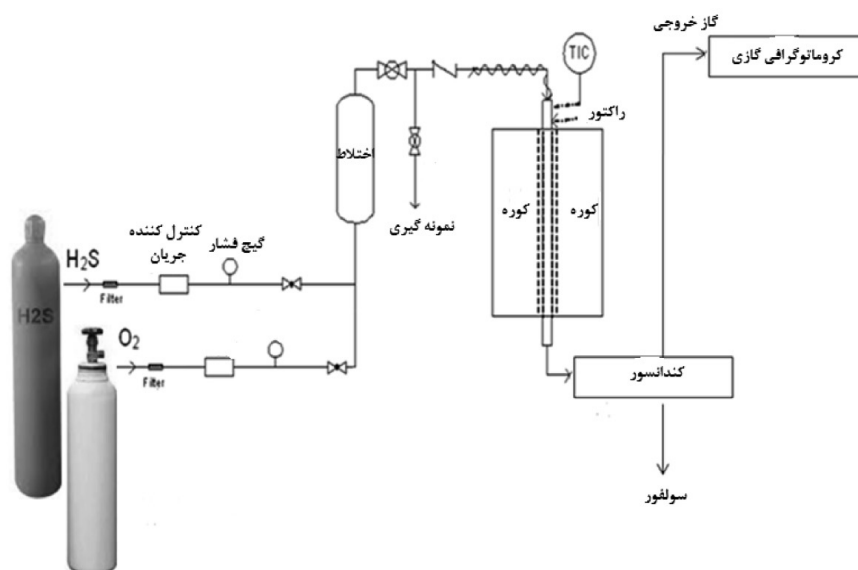 گاز خروجی
کروماتوگرافی گازی
TIC
راکتور
اختلاط
کوره
کوره
نمونه گیری
کنترل کننده
جریان
گیج فشار
H₂S
Filter
H2S
O₂
Filter
کندانسور
سولفور